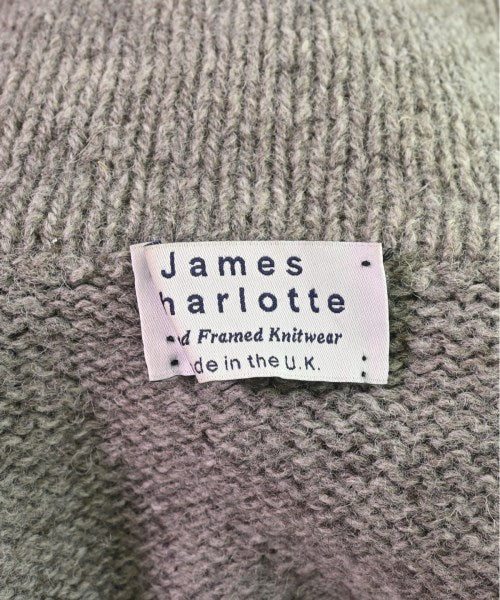 James
harlotte
d Framed Knitwear
de in the U.K.